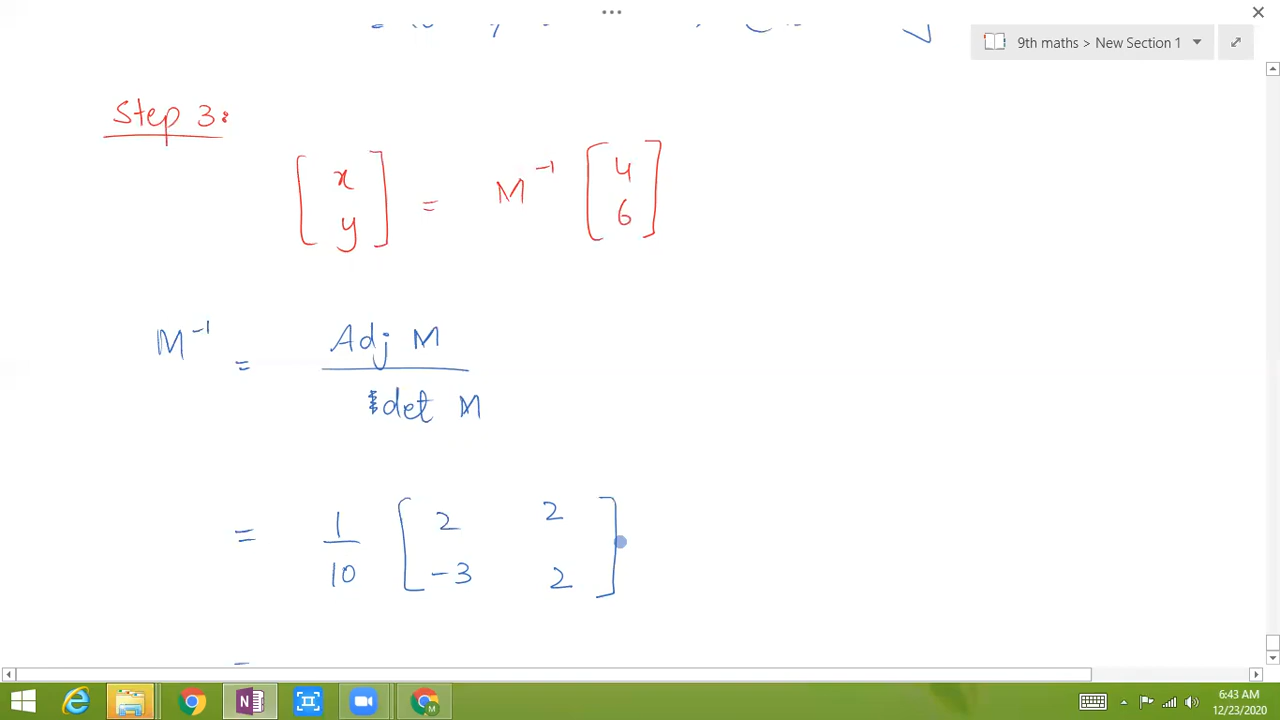 9th maths > New Section 1
Step 3:
[ x y ] = M⁻¹ [ 4 6 ]
M⁻¹ = Adj M / det M
= 1/10 [ 2 2 -3 2 ]
=
6:43 AM
12/23/2020